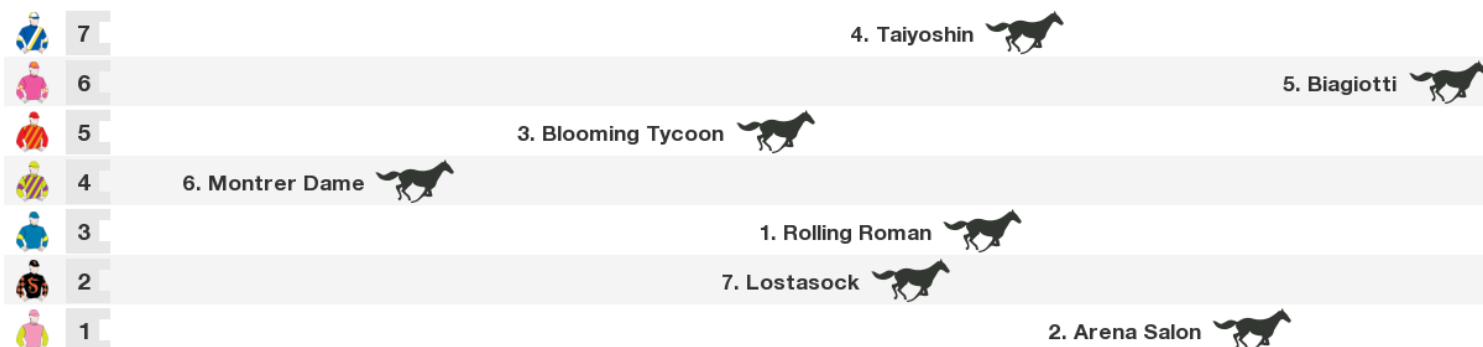 7 4. Taiyoshin
6 5. Biagiotti
5 3. Blooming Tycoon
4 6. Montrer Dame
3 1. Rolling Roman
2 7. Lostasock
1 2. Arena Salon